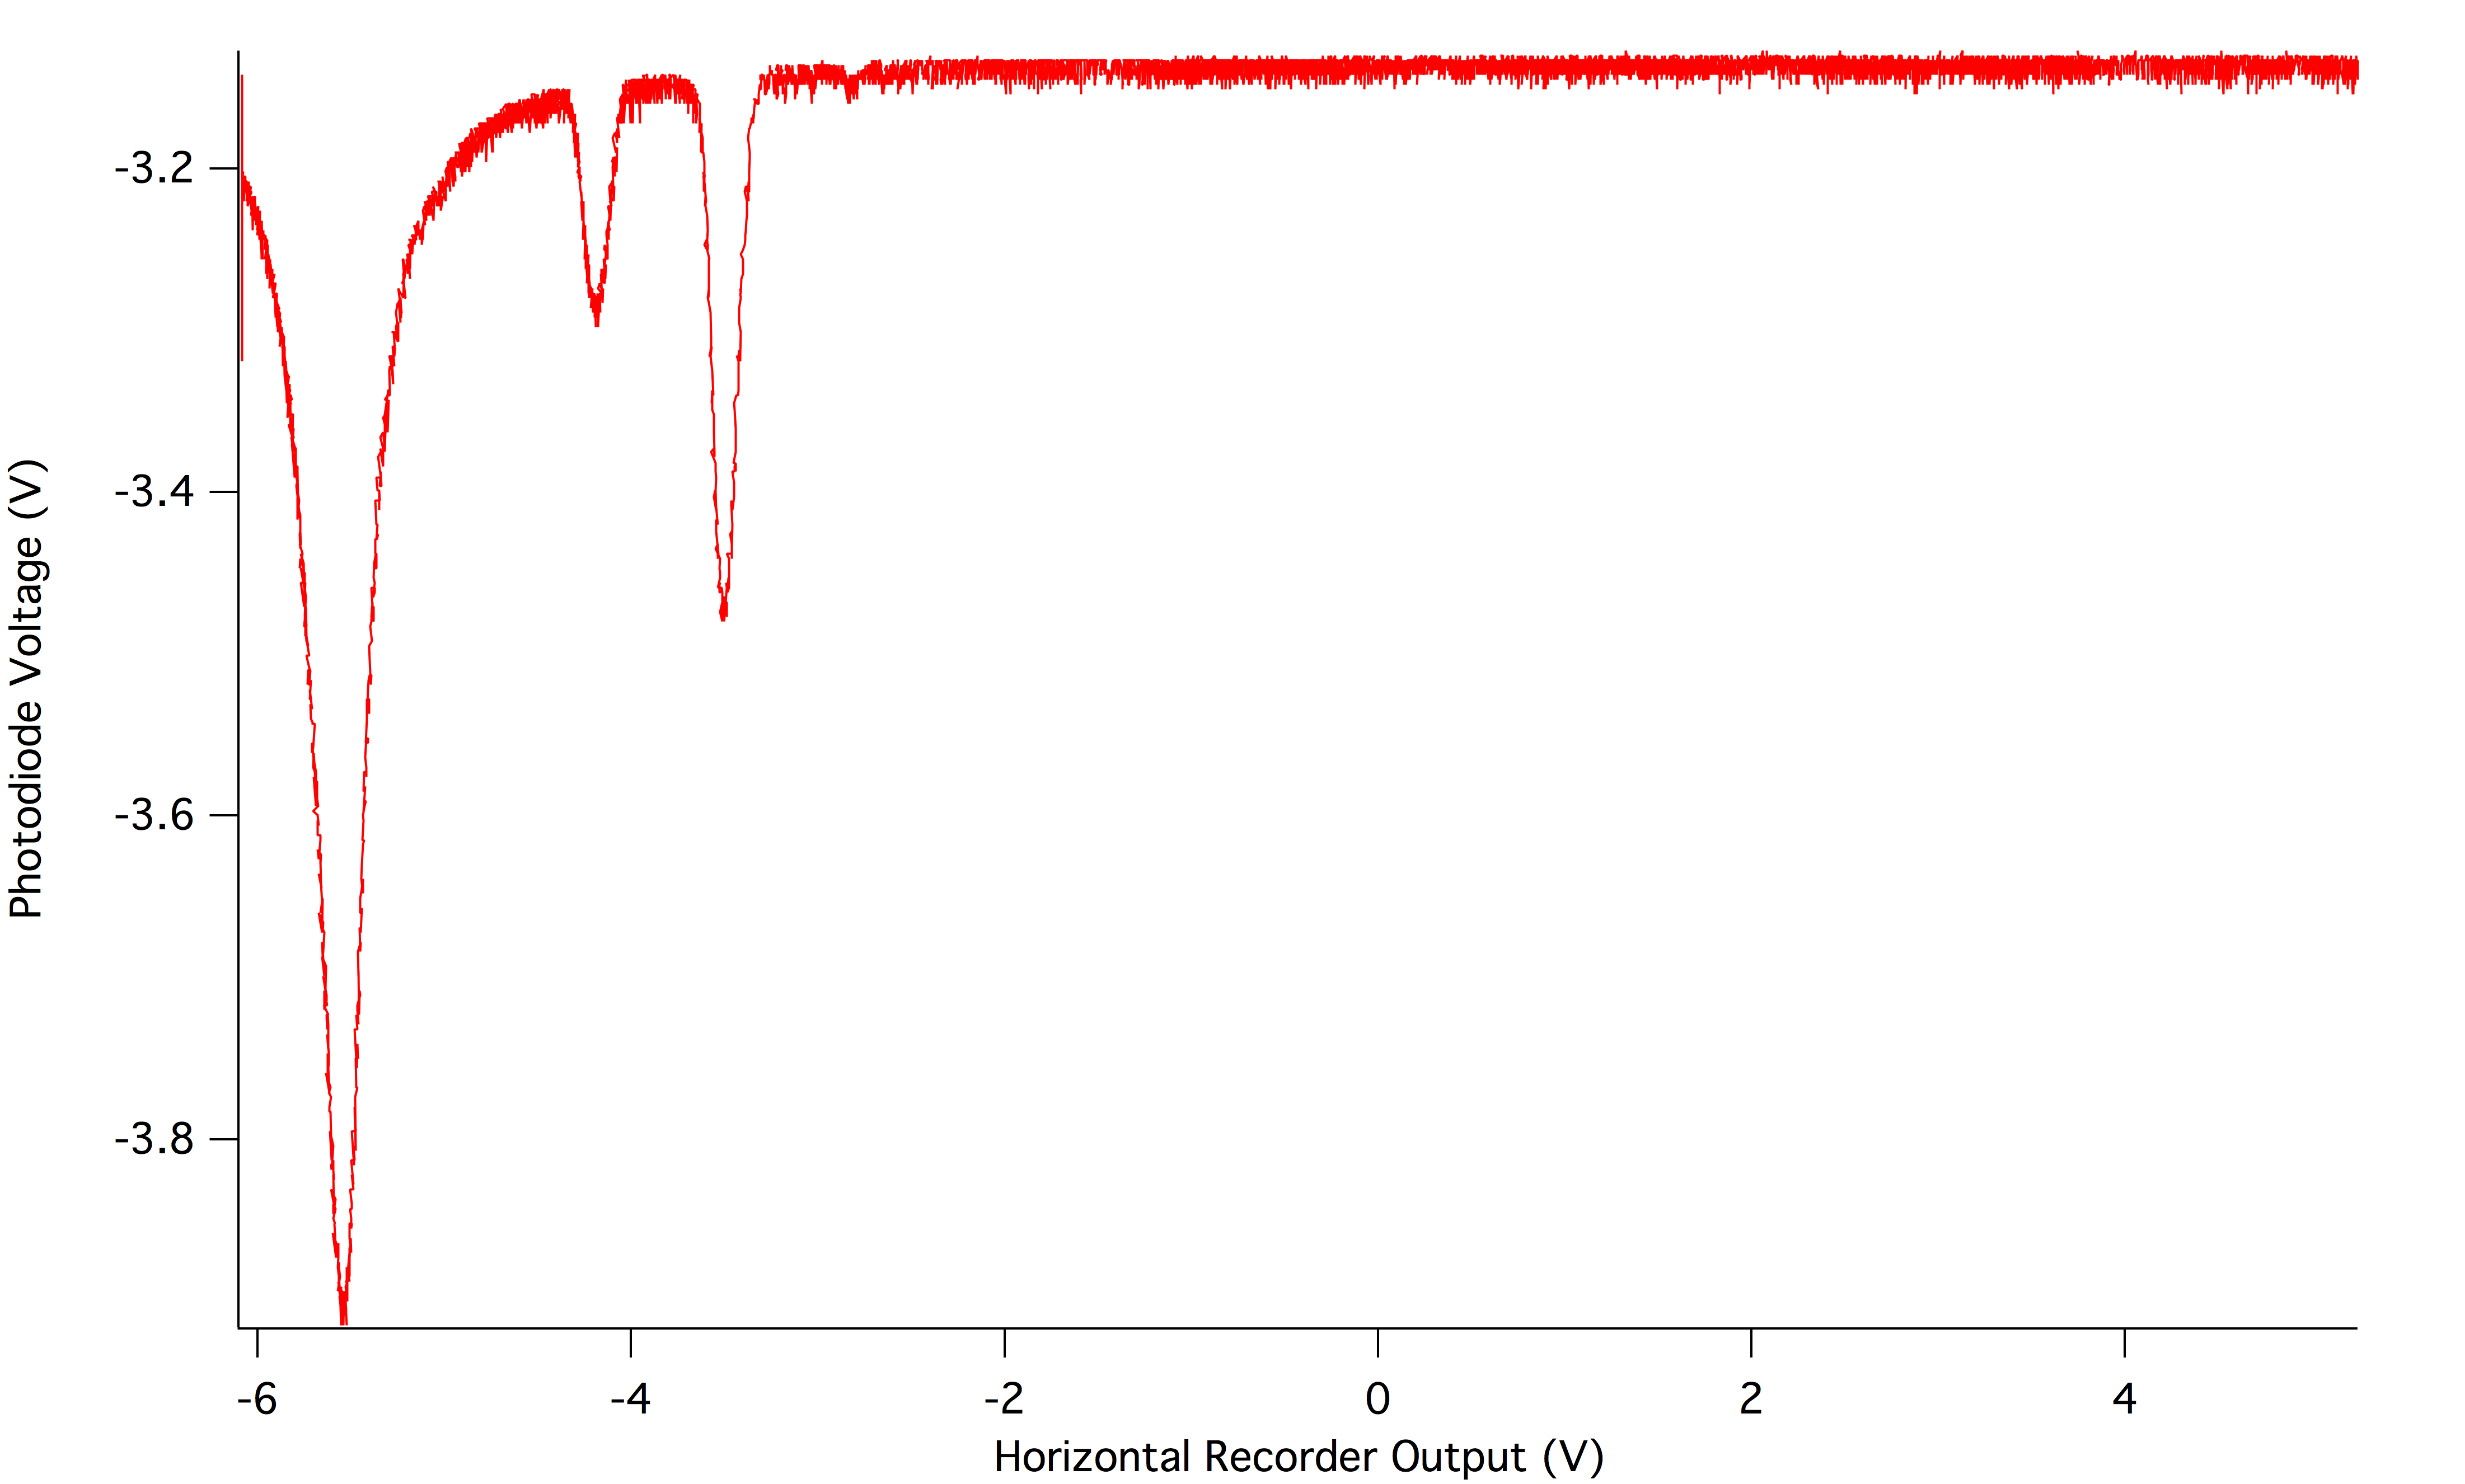 Photodiode Voltage (V)
-3.2
-3.4
-3.6
-3.8
-6 -4 -2 0 2 4
Horizontal Recorder Output (V)